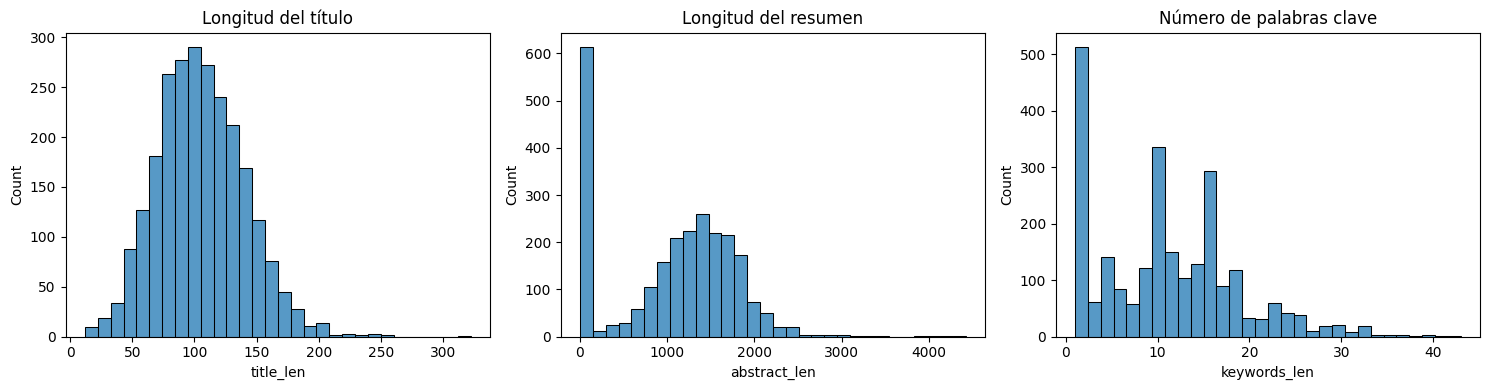 Longitud del título
300
250
200
150
100
50
0
Count
0 50 100 150 200 250 300
title_len
Longitud del resumen
600
500
400
300
200
100
0
Count
0 1000 2000 3000 4000
abstract_len
Número de palabras clave
500
400
300
200
100
0
Count
0 10 20 30 40
keywords_len